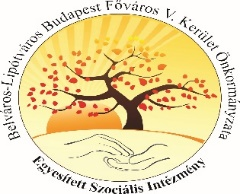 Belváros-Lipótváros Budapest Főváros V. Kerület Önkormányzata
Egyesített Szociális Intézmény